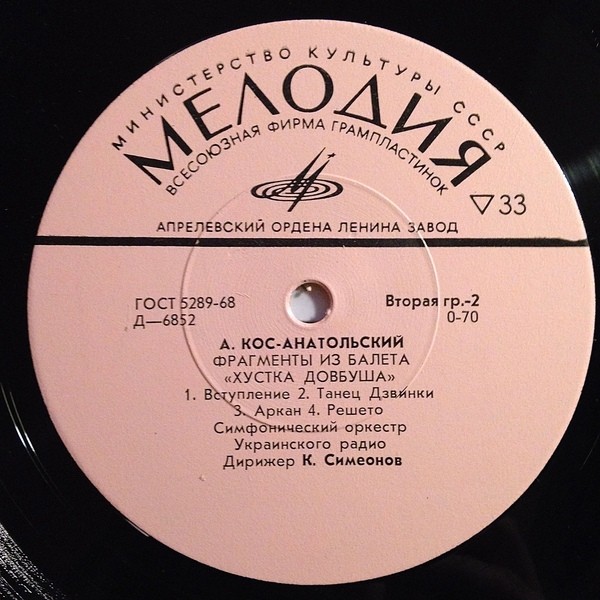 МИНИСТЕРСТВО КУЛЬТУРЫ СССР
МЕЛОДИЯ
ВСЕСОЮЗНАЯ ФИРМА ГРАМПЛАСТИНОК
▽ 33
АПРЕЛЕВСКИЙ ОРДЕНА ЛЕНИНА ЗАВОД
ГОСТ 5289-68 Вторая гр.-2
Д—6852 0-70
А. КОС-АНАТОЛЬСКИЙ
ФРАГМЕНТЫ ИЗ БАЛЕТА
«ХУСТКА ДОВБУША»
1. Вступление 2. Танец Дзвинки
3. Аркан 4. Решето
Симфонический оркестр
Украинского радио
Дирижер К. Симеонов